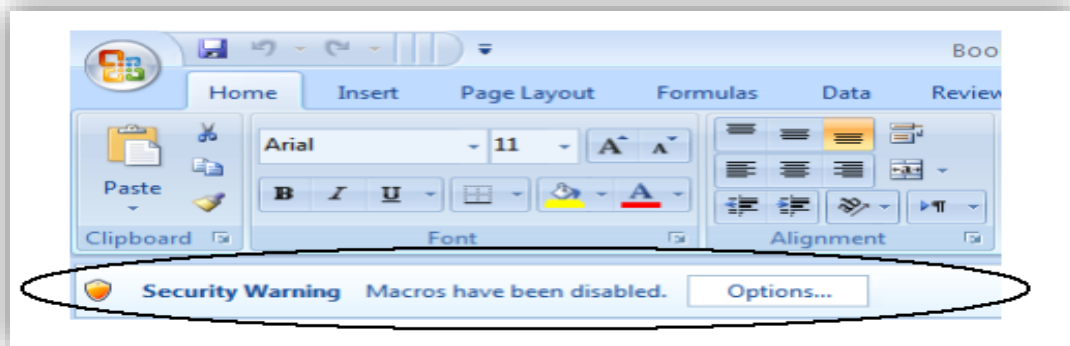 Boo
Home Insert Page Layout Formulas Data Review
Arial 11 A A
Paste B I U A
Clipboard Font Alignment
Security Warning Macros have been disabled. Options...